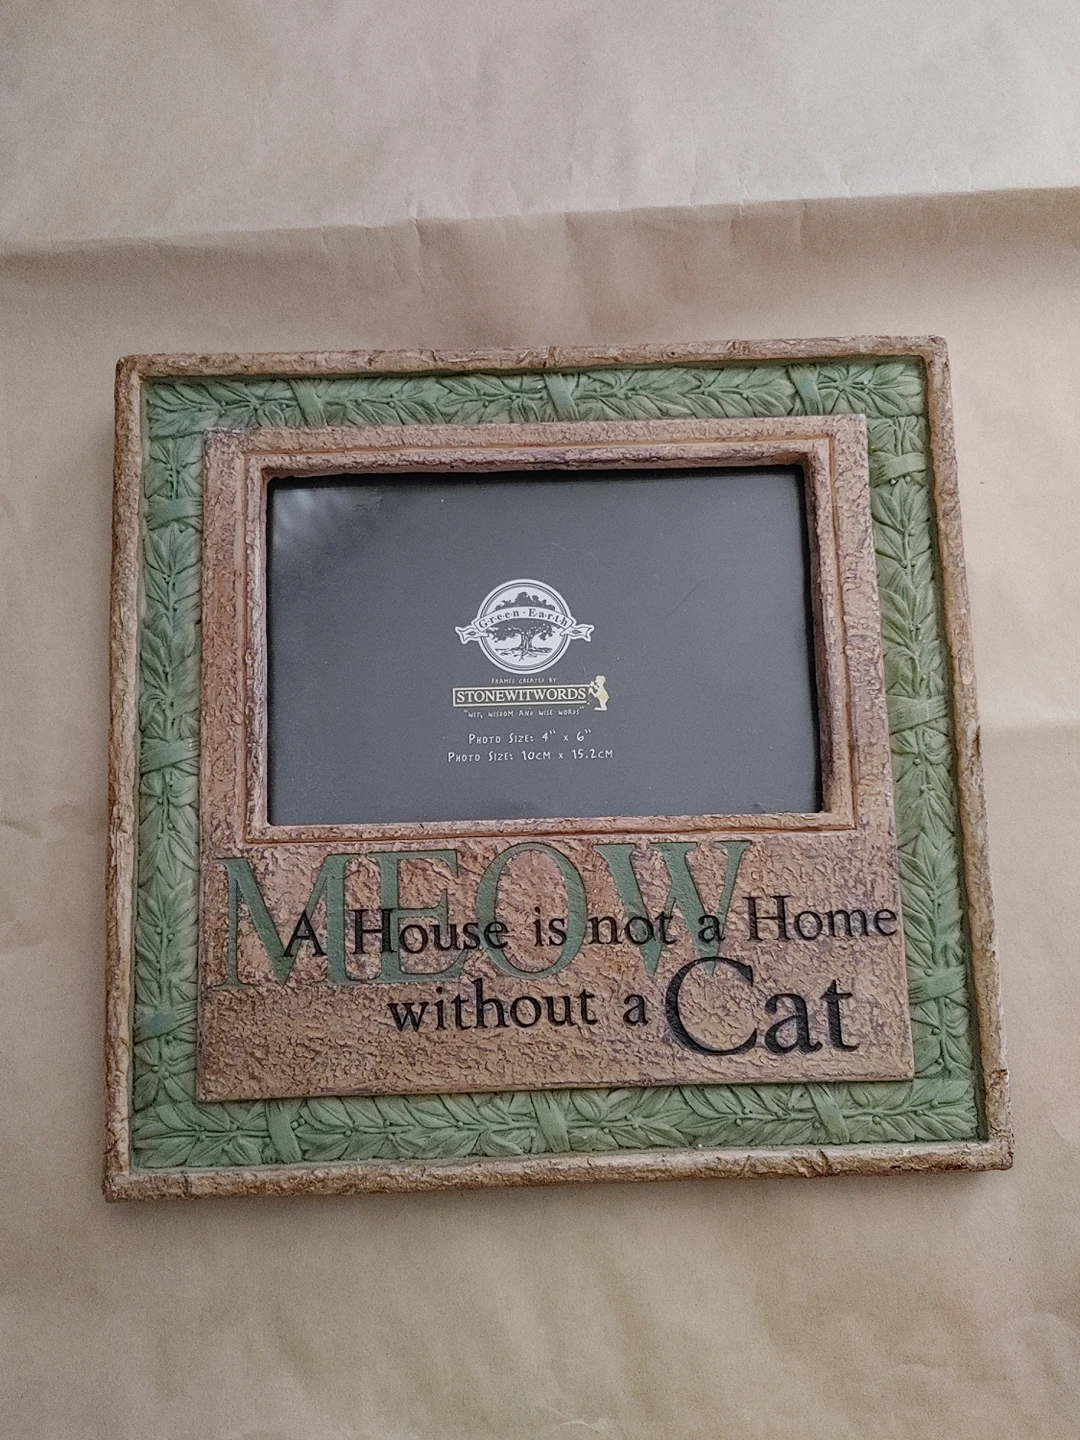 Green · Earth
FRAMES CREATED BY
STONEWITWORDS
"WIT, WISDOM AND WISE WORDS"
PHOTO SIZE: 4" x 6"
PHOTO SIZE: 10CM x 15.2CM
MEOW
A House is not a Home
without a Cat